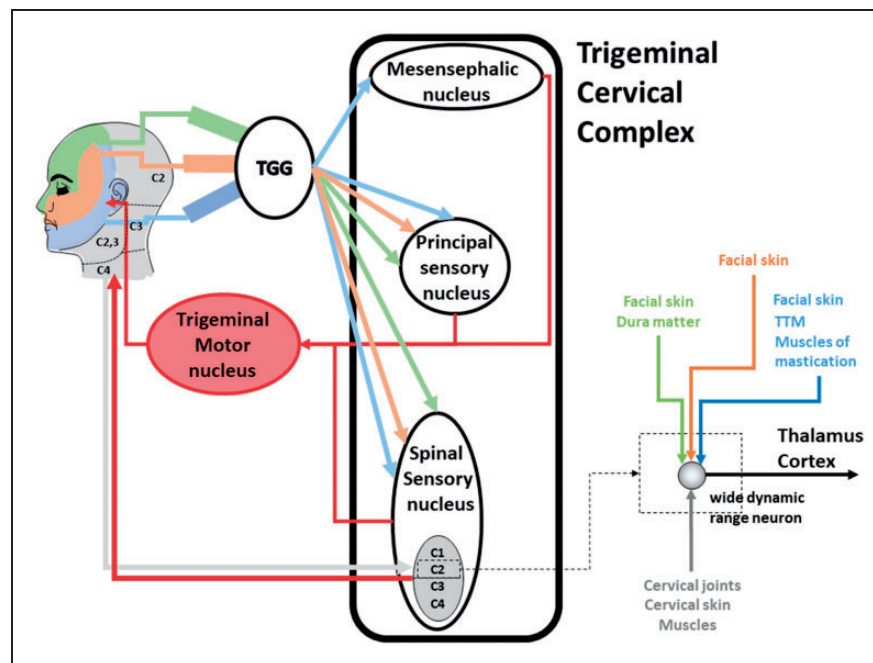 Trigeminal
Cervical
Complex
Mesensephalic
nucleus
TGG
C2
C3
C2,3
C4
Principal
sensory
nucleus
Trigeminal
Motor
nucleus
Spinal
Sensory
nucleus
C1
C2
C3
C4
Facial skin
Facial skin
Dura matter
Facial skin
TTM
Muscles of
mastication
Thalamus
Cortex
wide dynamic
range neuron
Cervical joints
Cervical skin
Muscles